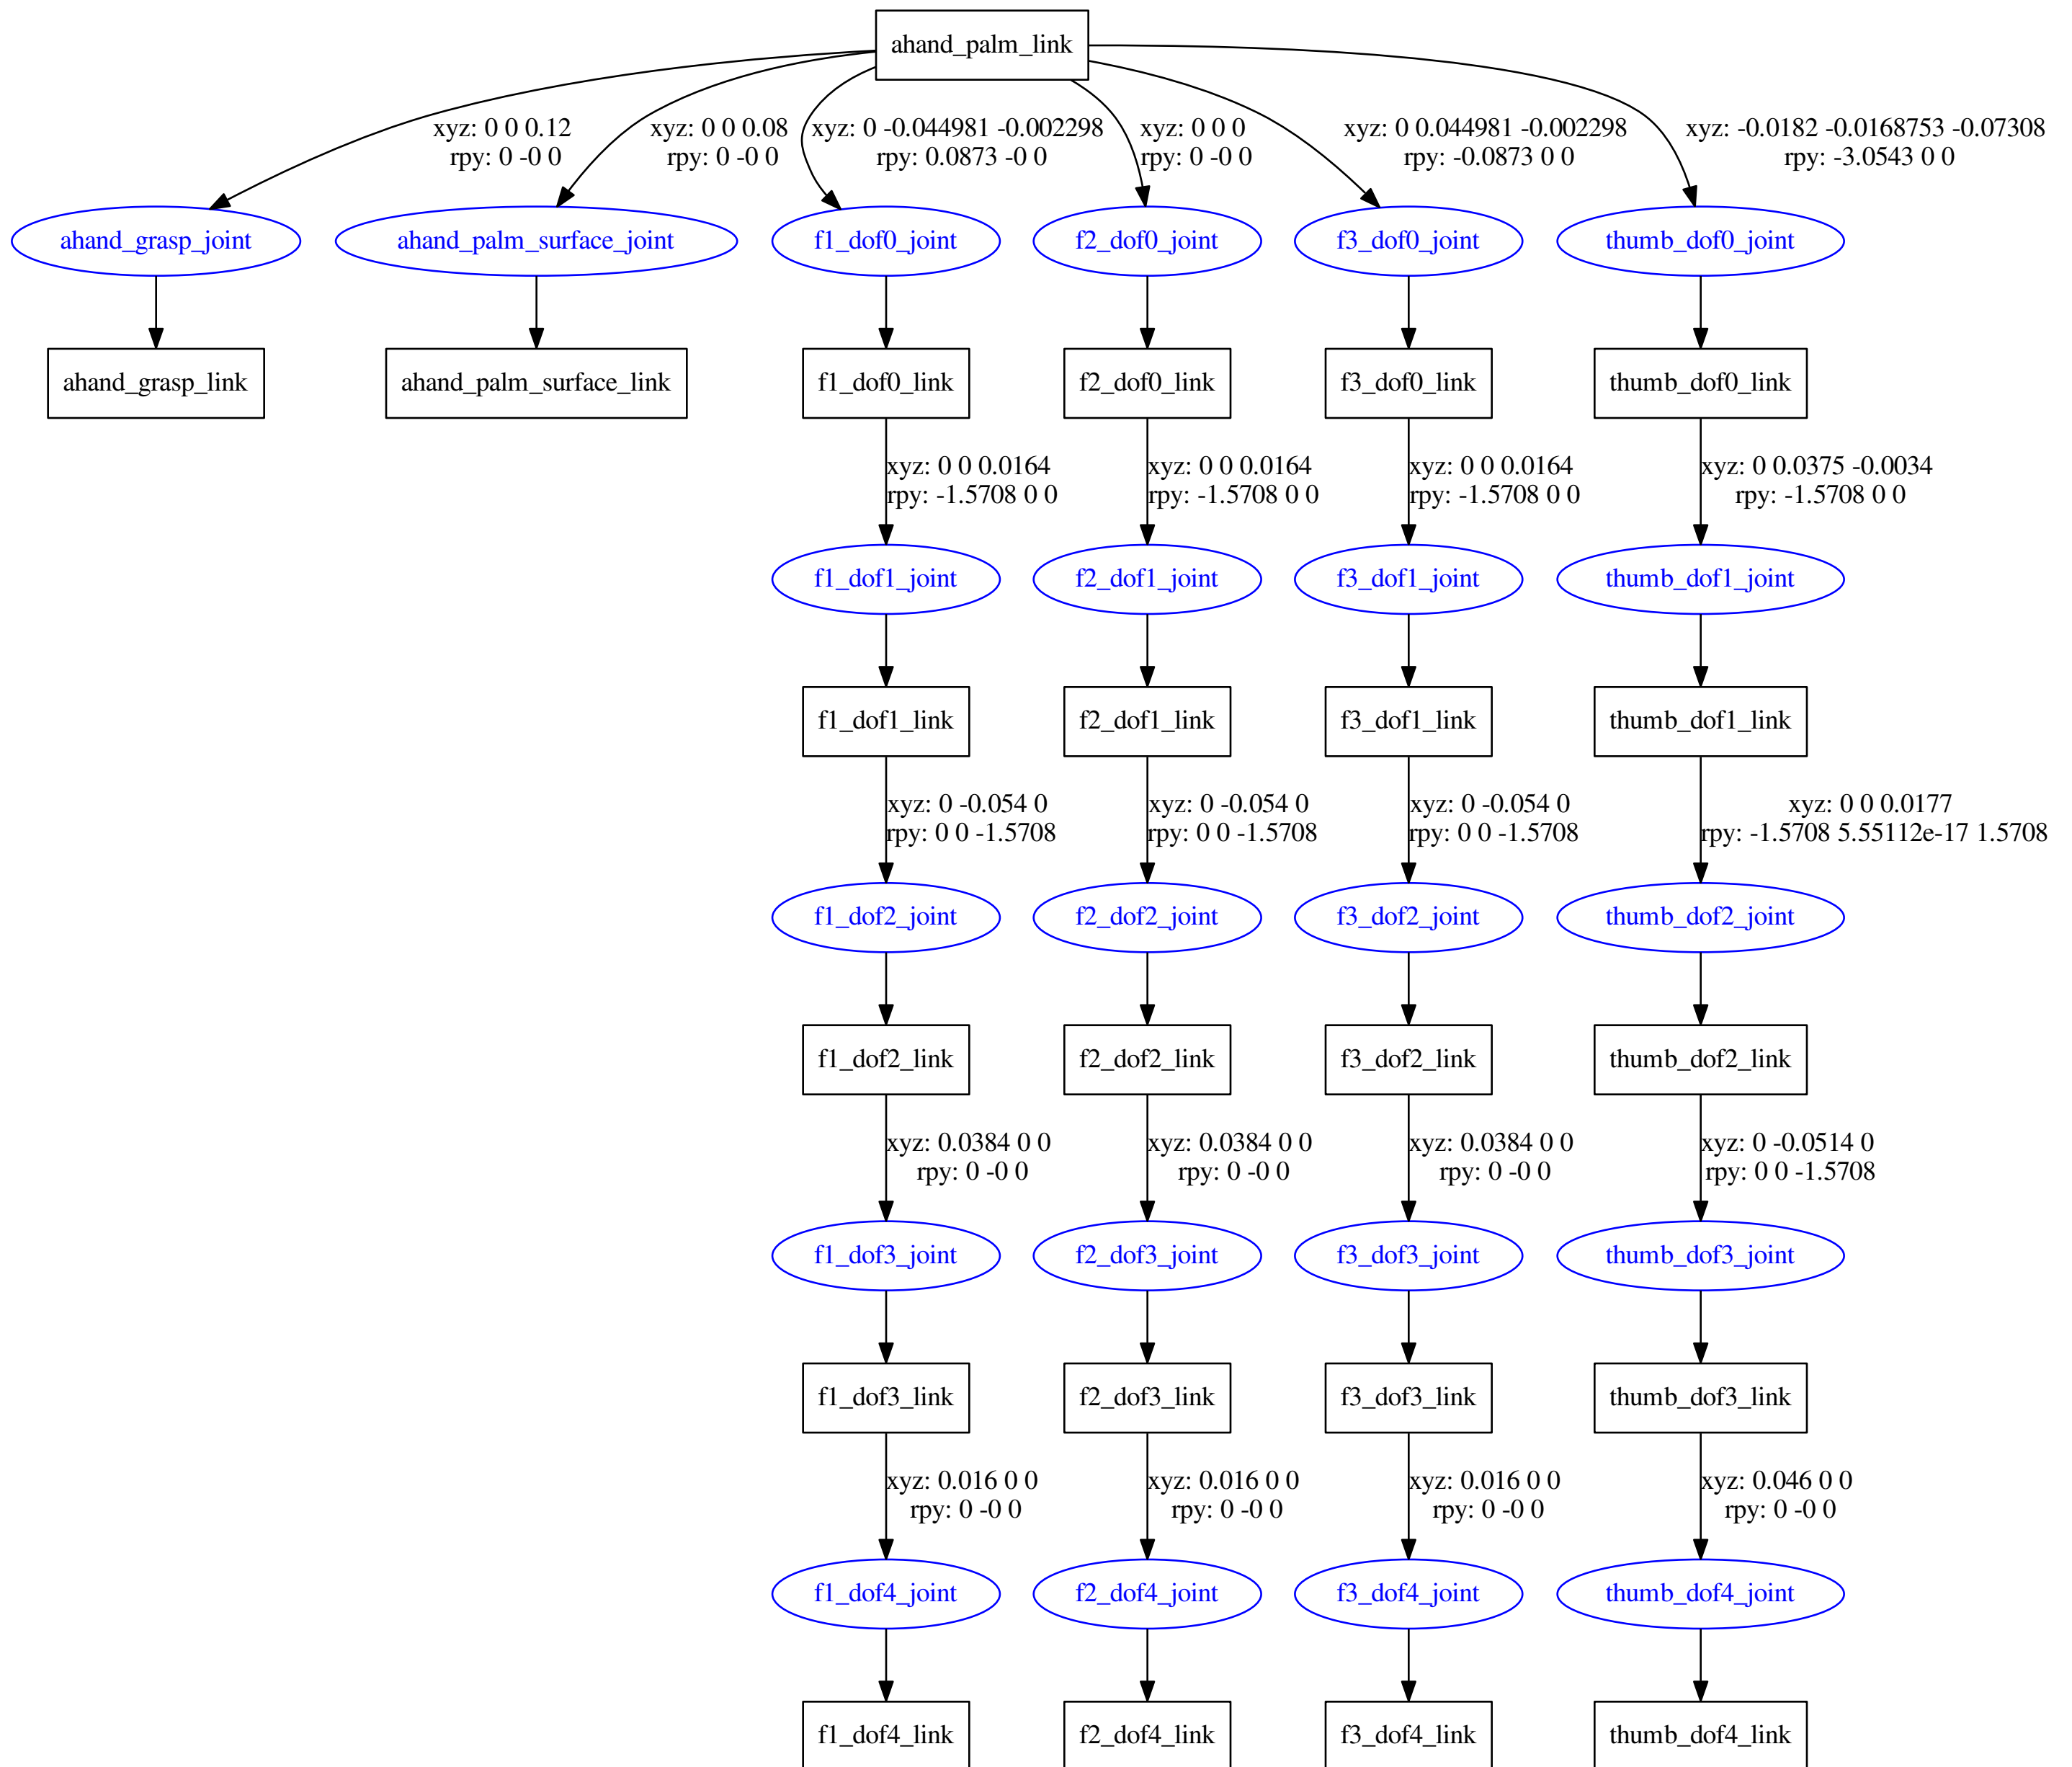 ahand_palm_link
xyz: 0 0 0.12
rpy: 0 -0 0
xyz: 0 0 0.08
rpy: 0 -0 0
xyz: 0 -0.044981 -0.002298
rpy: 0.0873 -0 0
xyz: 0 0 0
rpy: 0 -0 0
xyz: 0 0.044981 -0.002298
rpy: -0.0873 0 0
xyz: -0.0182 -0.0168753 -0.07308
rpy: -3.0543 0 0
ahand_grasp_joint
ahand_palm_surface_joint
f1_dof0_joint
f2_dof0_joint
f3_dof0_joint
thumb_dof0_joint
ahand_grasp_link
ahand_palm_surface_link
f1_dof0_link
f2_dof0_link
f3_dof0_link
thumb_dof0_link
xyz: 0 0 0.0164
rpy: -1.5708 0 0
xyz: 0 0 0.0164
rpy: -1.5708 0 0
xyz: 0 0 0.0164
rpy: -1.5708 0 0
xyz: 0 0.0375 -0.0034
rpy: -1.5708 0 0
f1_dof1_joint
f2_dof1_joint
f3_dof1_joint
thumb_dof1_joint
f1_dof1_link
f2_dof1_link
f3_dof1_link
thumb_dof1_link
xyz: 0 -0.054 0
rpy: 0 0 -1.5708
xyz: 0 -0.054 0
rpy: 0 0 -1.5708
xyz: 0 -0.054 0
rpy: 0 0 -1.5708
xyz: 0 0 0.0177
rpy: -1.5708 5.55112e-17 1.5708
f1_dof2_joint
f2_dof2_joint
f3_dof2_joint
thumb_dof2_joint
f1_dof2_link
f2_dof2_link
f3_dof2_link
thumb_dof2_link
xyz: 0.0384 0 0
rpy: 0 -0 0
xyz: 0.0384 0 0
rpy: 0 -0 0
xyz: 0.0384 0 0
rpy: 0 -0 0
xyz: 0 -0.0514 0
rpy: 0 0 -1.5708
f1_dof3_joint
f2_dof3_joint
f3_dof3_joint
thumb_dof3_joint
f1_dof3_link
f2_dof3_link
f3_dof3_link
thumb_dof3_link
xyz: 0.016 0 0
rpy: 0 -0 0
xyz: 0.016 0 0
rpy: 0 -0 0
xyz: 0.016 0 0
rpy: 0 -0 0
xyz: 0.046 0 0
rpy: 0 -0 0
f1_dof4_joint
f2_dof4_joint
f3_dof4_joint
thumb_dof4_joint
f1_dof4_link
f2_dof4_link
f3_dof4_link
thumb_dof4_link